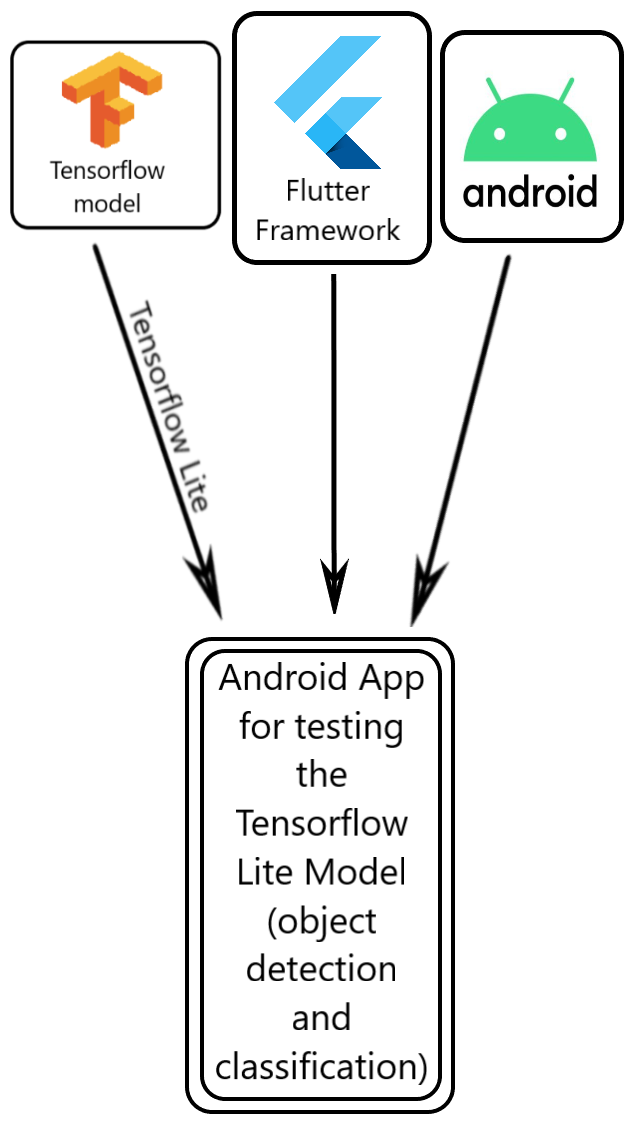 Tensorflow
model
Flutter
Framework
android
Tensorflow Lite
Android App
for testing
the
Tensorflow
Lite Model
(object
detection
and
classification)